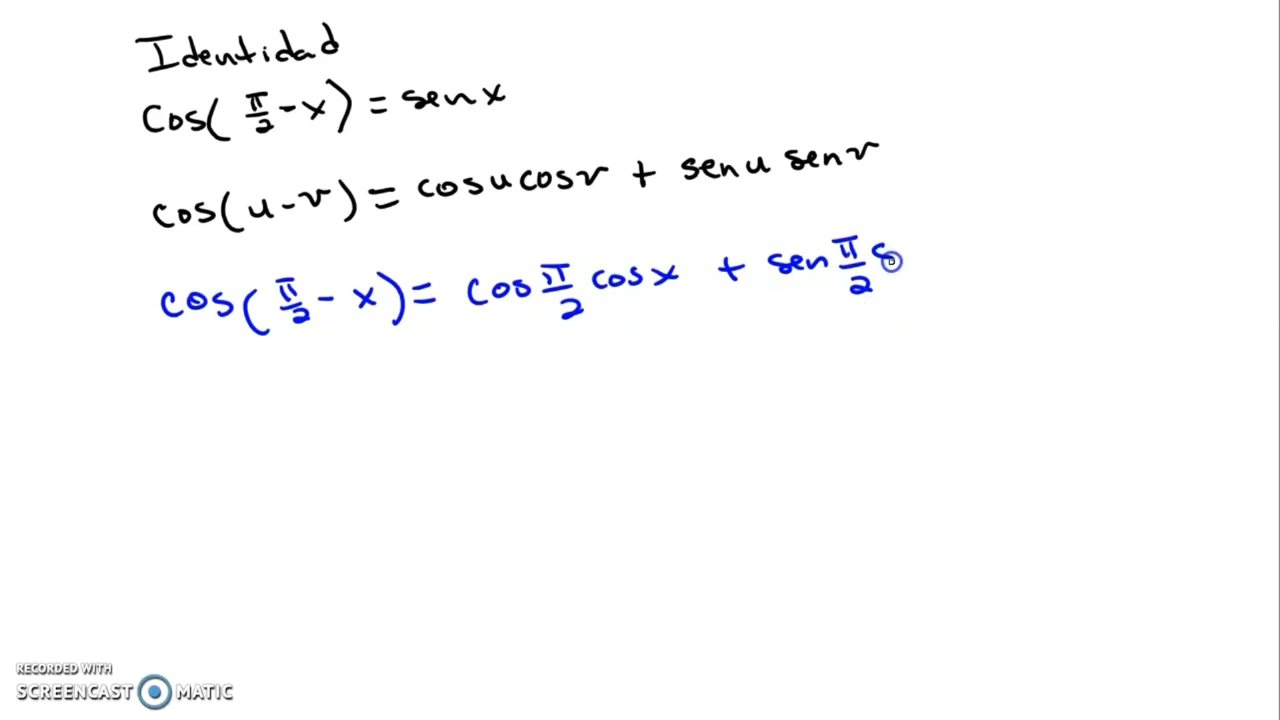 Identidad
Cos(π/2 - x) = sen x
cos(u - v) = cos u cos v + sen u sen v
cos(π/2 - x) = cos π/2 cos x + sen π/2 s
RECORDED WITH
SCREENCAST MATIC